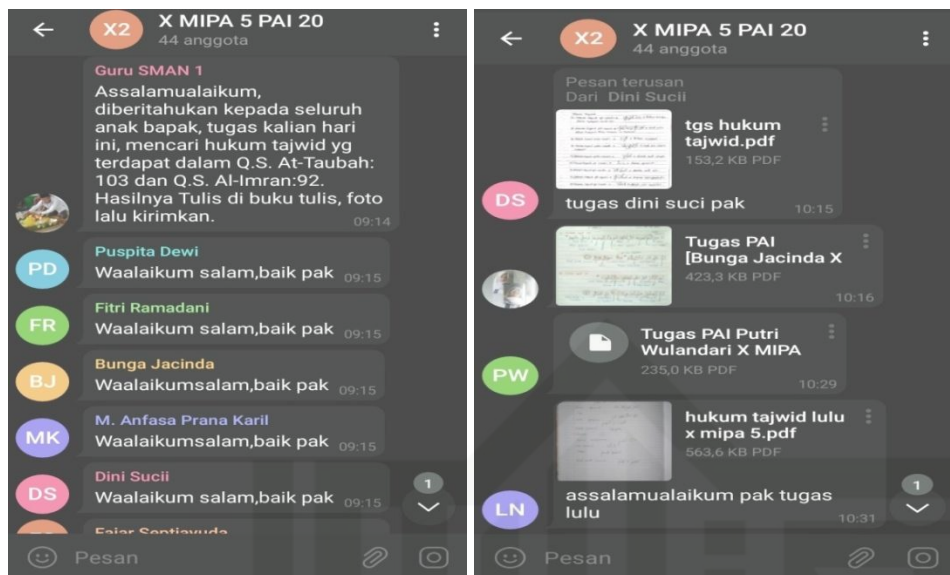 X2
X MIPA 5 PAI 20
44 anggota
Guru SMAN 1
Assalamualaikum,
diberitahukan kepada seluruh
anak bapak, tugas kalian hari
ini, mencari hukum tajwid yg
terdapat dalam Q.S. At-Taubah:
103 dan Q.S. Al-Imran:92.
Hasilnya Tulis di buku tulis, foto
lalu kirimkan.
09:14
Puspita Dewi
PD
Waalaikum salam,baik pak 09:15
Fitri Ramadani
FR
Waalaikum salam,baik pak 09:15
Bunga Jacinda
BJ
Waalaikumsalam,baik pak 09:15
M. Anfasa Prana Karil
MK
Waalaikumsalam,baik pak 09:15
Dini Sucii
DS
Waalaikum salam,baik pak 09:15
1
Fajar Septiayuda
Pesan
X2
X MIPA 5 PAI 20
44 anggota
Pesan terusan
Dari Dini Sucii
tgs hukum
tajwid.pdf
153,2 KB PDF
DS
tugas dini suci pak 10:15
Tugas PAI
[Bunga Jacinda X
423,3 KB PDF
10:16
Tugas PAI Putri
Wulandari X MIPA
235,0 KB PDF
PW
10:29
hukum tajwid lulu
x mipa 5.pdf
563,6 KB PDF
1
assalamualaikum pak tugas
LN
lulu 10:31
Pesan